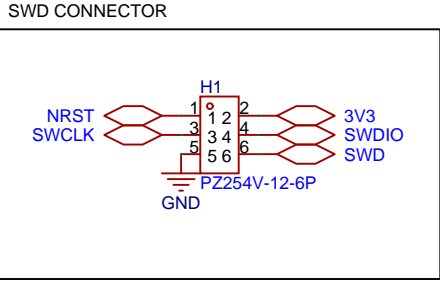 SWD CONNECTOR
H1
NRST 1 1 2 2 3V3
SWCLK 3 3 4 4 SWDIO
5 5 6 6 SWD
PZ254V-12-6P
GND